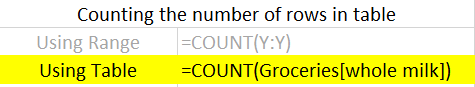 Counting the number of rows in table
Using Range =COUNT(Y:Y)
Using Table =COUNT(Groceries[whole milk])